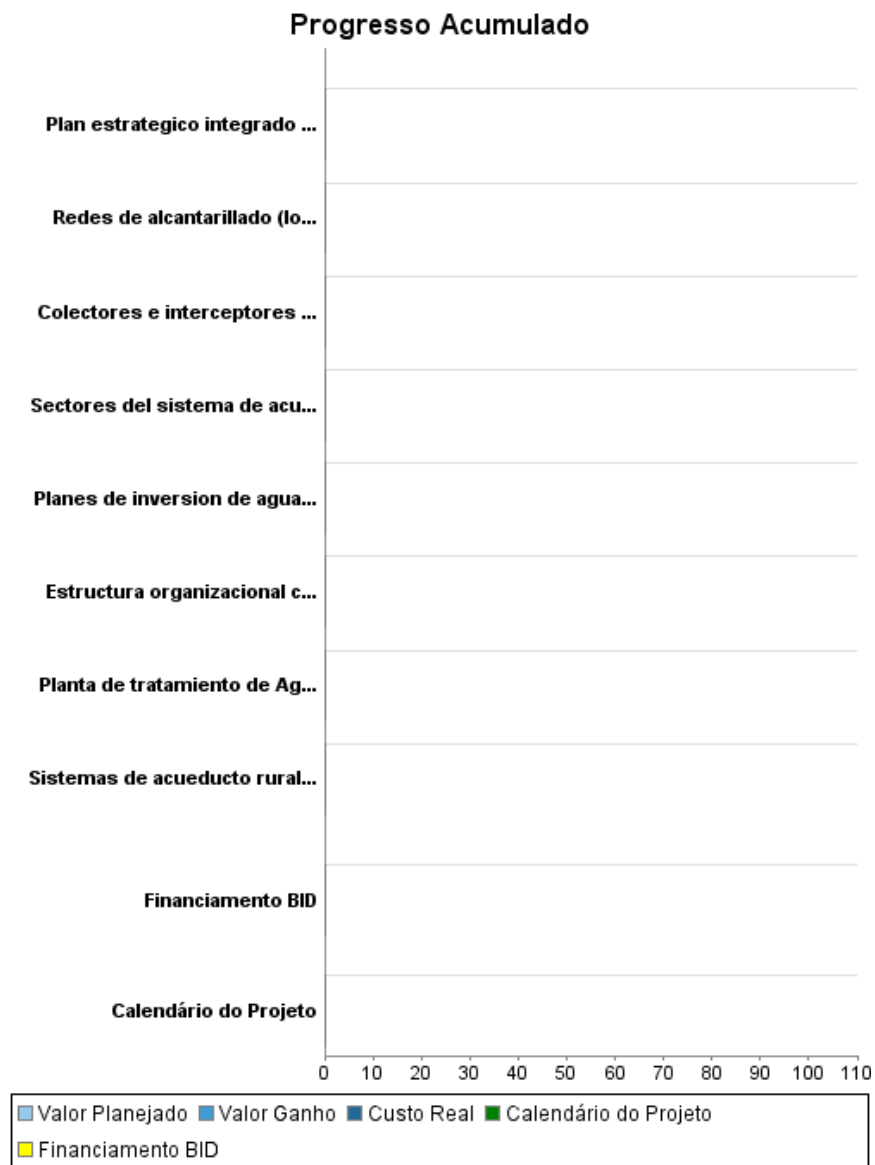 Progresso Acumulado
Plan estrategico integrado ...
Redes de alcantarillado (lo...
Colectores e interceptores ...
Sectores del sistema de acu...
Planes de inversion de agua...
Estructura organizacional c...
Planta de tratamiento de Ag...
Sistemas de acueducto rural...
Financiamento BID
Calendário do Projeto
0 10 20 30 40 50 60 70 80 90 100 110
Valor Planejado Valor Ganho Custo Real Calendário do Projeto
Financiamento BID